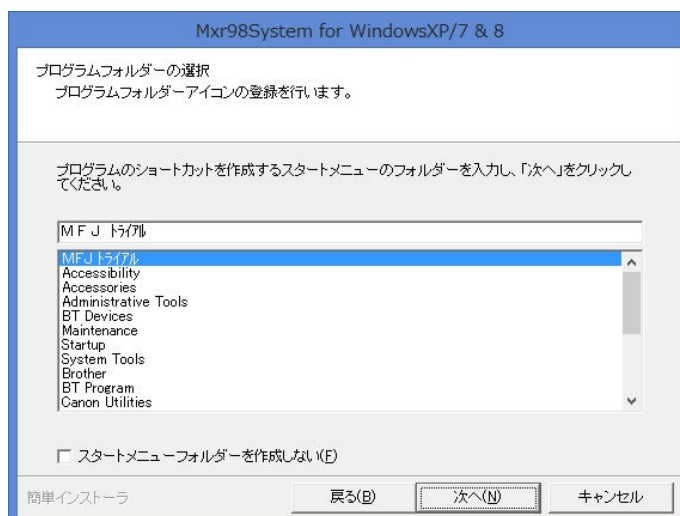 Mxr98System for WindowsXP/7 & 8
プログラムフォルダーの選択
プログラムフォルダーアイコンの登録を行います。
プログラムのショートカットを作成するスタートメニューのフォルダーを入力し、「次へ」をクリックし
てください。
ＭＦＪ ﾄﾗｲｱﾙ
MFJ ﾄﾗｲｱﾙ
Accessibility
Accessories
Administrative Tools
BT Devices
Maintenance
Startup
System Tools
Brother
BT Program
Canon Utilities
スタートメニューフォルダーを作成しない(F)
簡単インストーラ
戻る(B)
次へ(N)
キャンセル